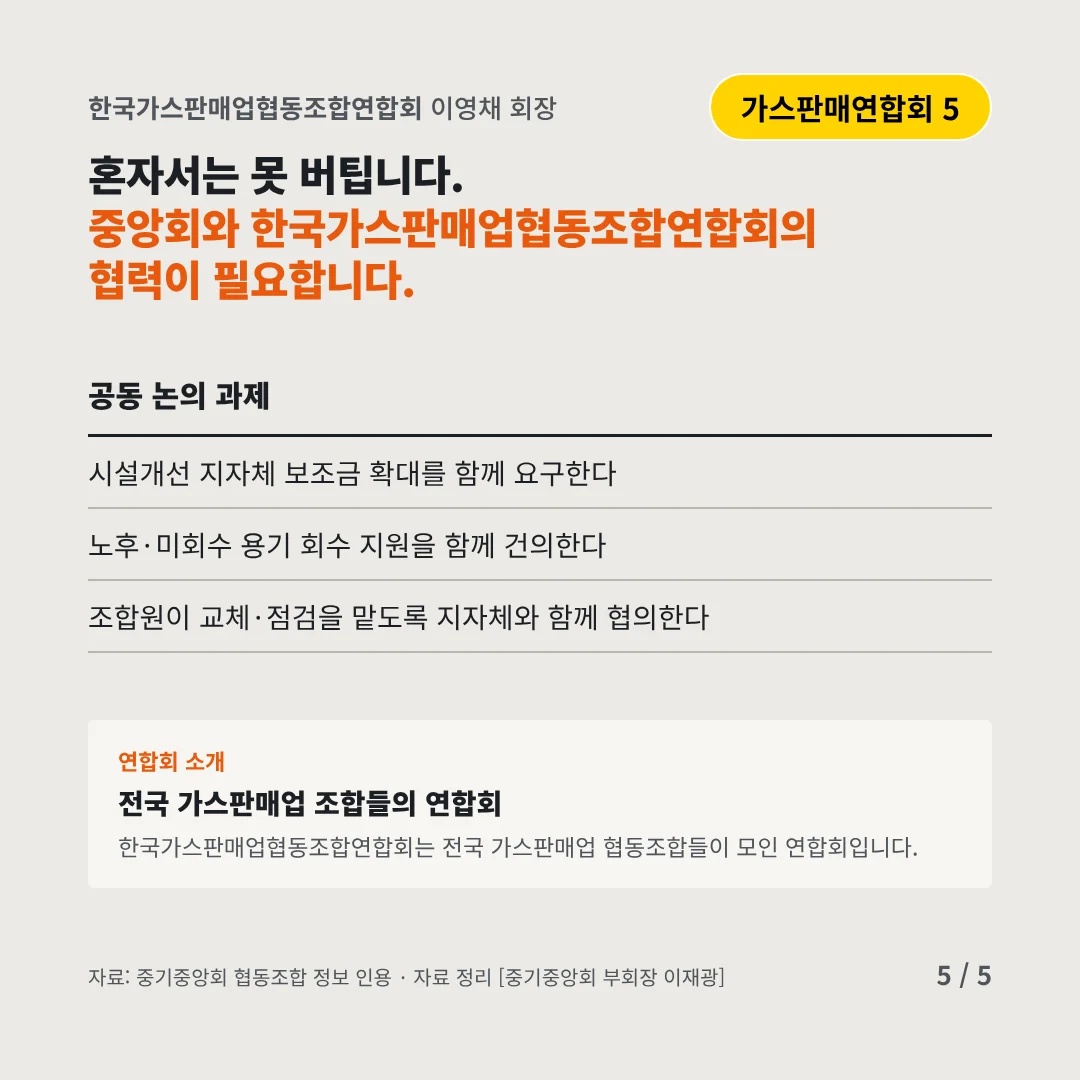 한국가스판매업협동조합연합회 이영채 회장
가스판매연합회 5
혼자서는 못 버팁니다.
중앙회와 한국가스판매업협동조합연합회의
협력이 필요합니다.
공동 논의 과제
시설개선 지자체 보조금 확대를 함께 요구한다
노후·미회수 용기 회수 지원을 함께 건의한다
조합원이 교체·점검을 맡도록 지자체와 함께 협의한다
연합회 소개
전국 가스판매업 조합들의 연합회
한국가스판매업협동조합연합회는 전국 가스판매업 협동조합들이 모인 연합회입니다.
자료: 중기중앙회 협동조합 정보 인용 · 자료 정리 [중기중앙회 부회장 이재광]
5 / 5